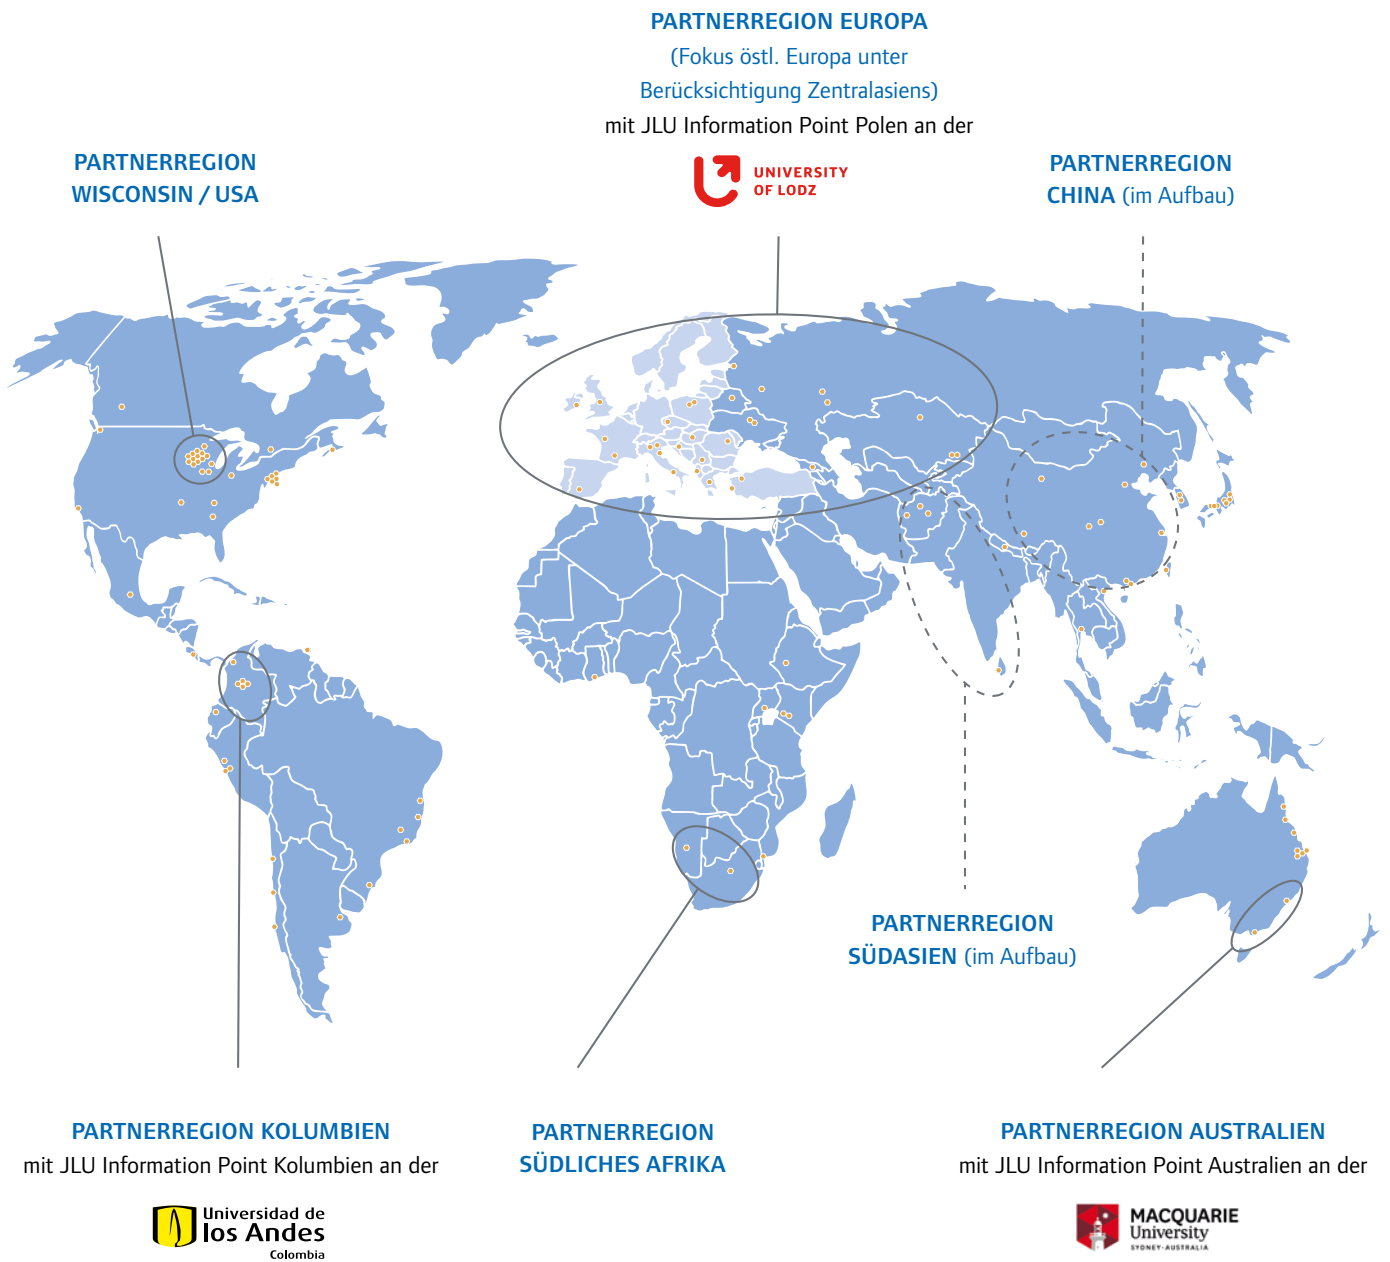 PARTNERREGION EUROPA
(Fokus östl. Europa unter
Berücksichtigung Zentralasiens)
mit JLU Information Point Polen an der
UNIVERSITY
OF LODZ
PARTNERREGION
WISCONSIN / USA
PARTNERREGION
CHINA (im Aufbau)
PARTNERREGION
SÜDASIEN (im Aufbau)
PARTNERREGION KOLUMBIEN
mit JLU Information Point Kolumbien an der
Universidad de
los Andes
Colombia
PARTNERREGION
SÜDLICHES AFRIKA
PARTNERREGION AUSTRALIEN
mit JLU Information Point Australien an der
MACQUARIE
University
SYDNEY-AUSTRALIA